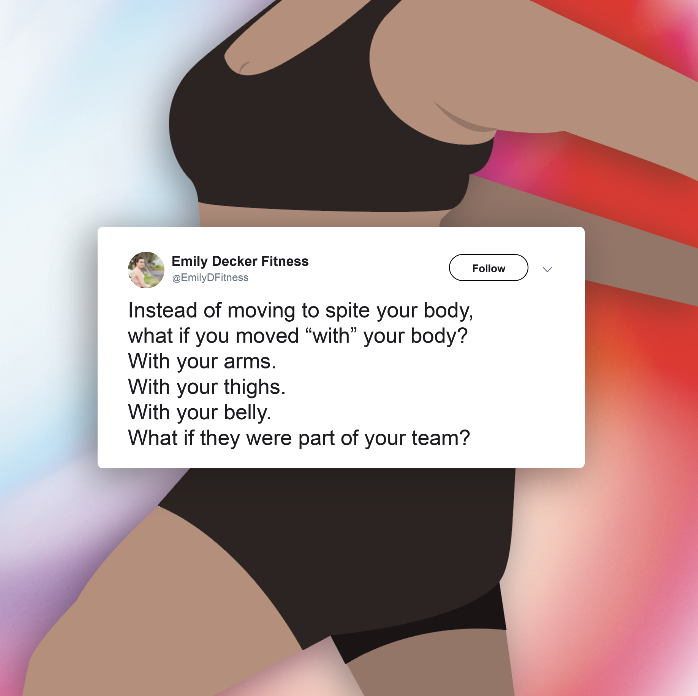 Emily Decker Fitness
@EmilyDFitness
Follow
Instead of moving to spite your body,
what if you moved “with” your body?
With your arms.
With your thighs.
With your belly.
What if they were part of your team?